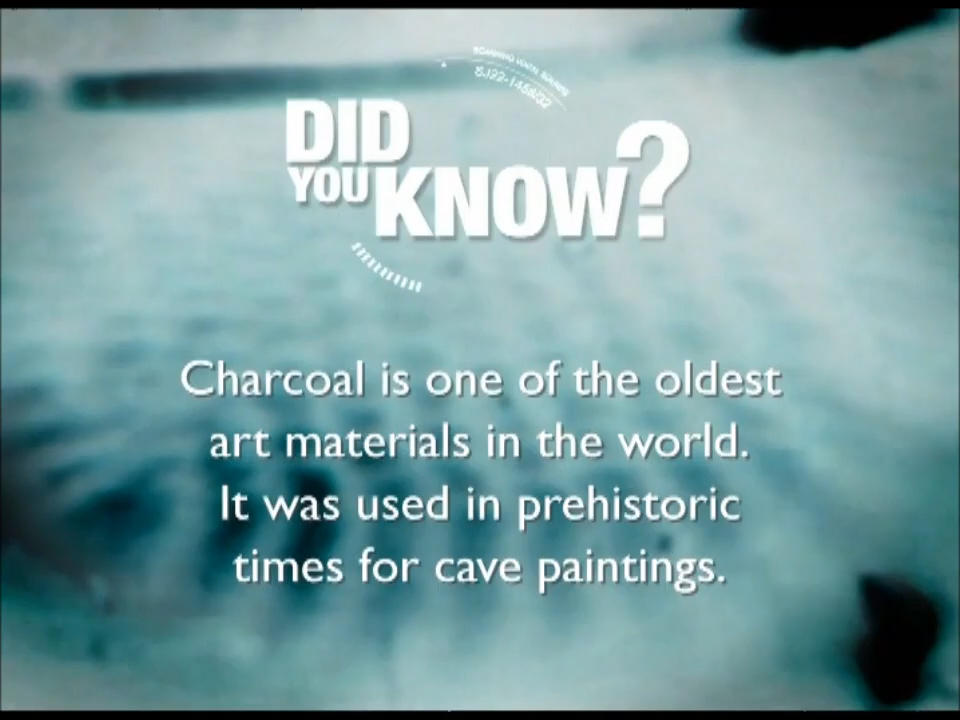 DID
YOU KNOW?
Charcoal is one of the oldest
art materials in the world.
It was used in prehistoric
times for cave paintings.